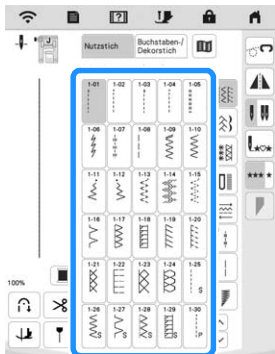 Nutzstich
Buchstaben-/
Dekorstich
1-01 1-02 1-03 1-04 1-05
1-06 1-07 1-08 1-09 1-10
1-11 1-12 1-13 1-14 1-15
1-16 1-17 1-18 1-19 1-20
1-21 1-22 1-23 1-24 1-25
S
100%
1-26 1-27 1-28 1-29 1-30
S S S S P